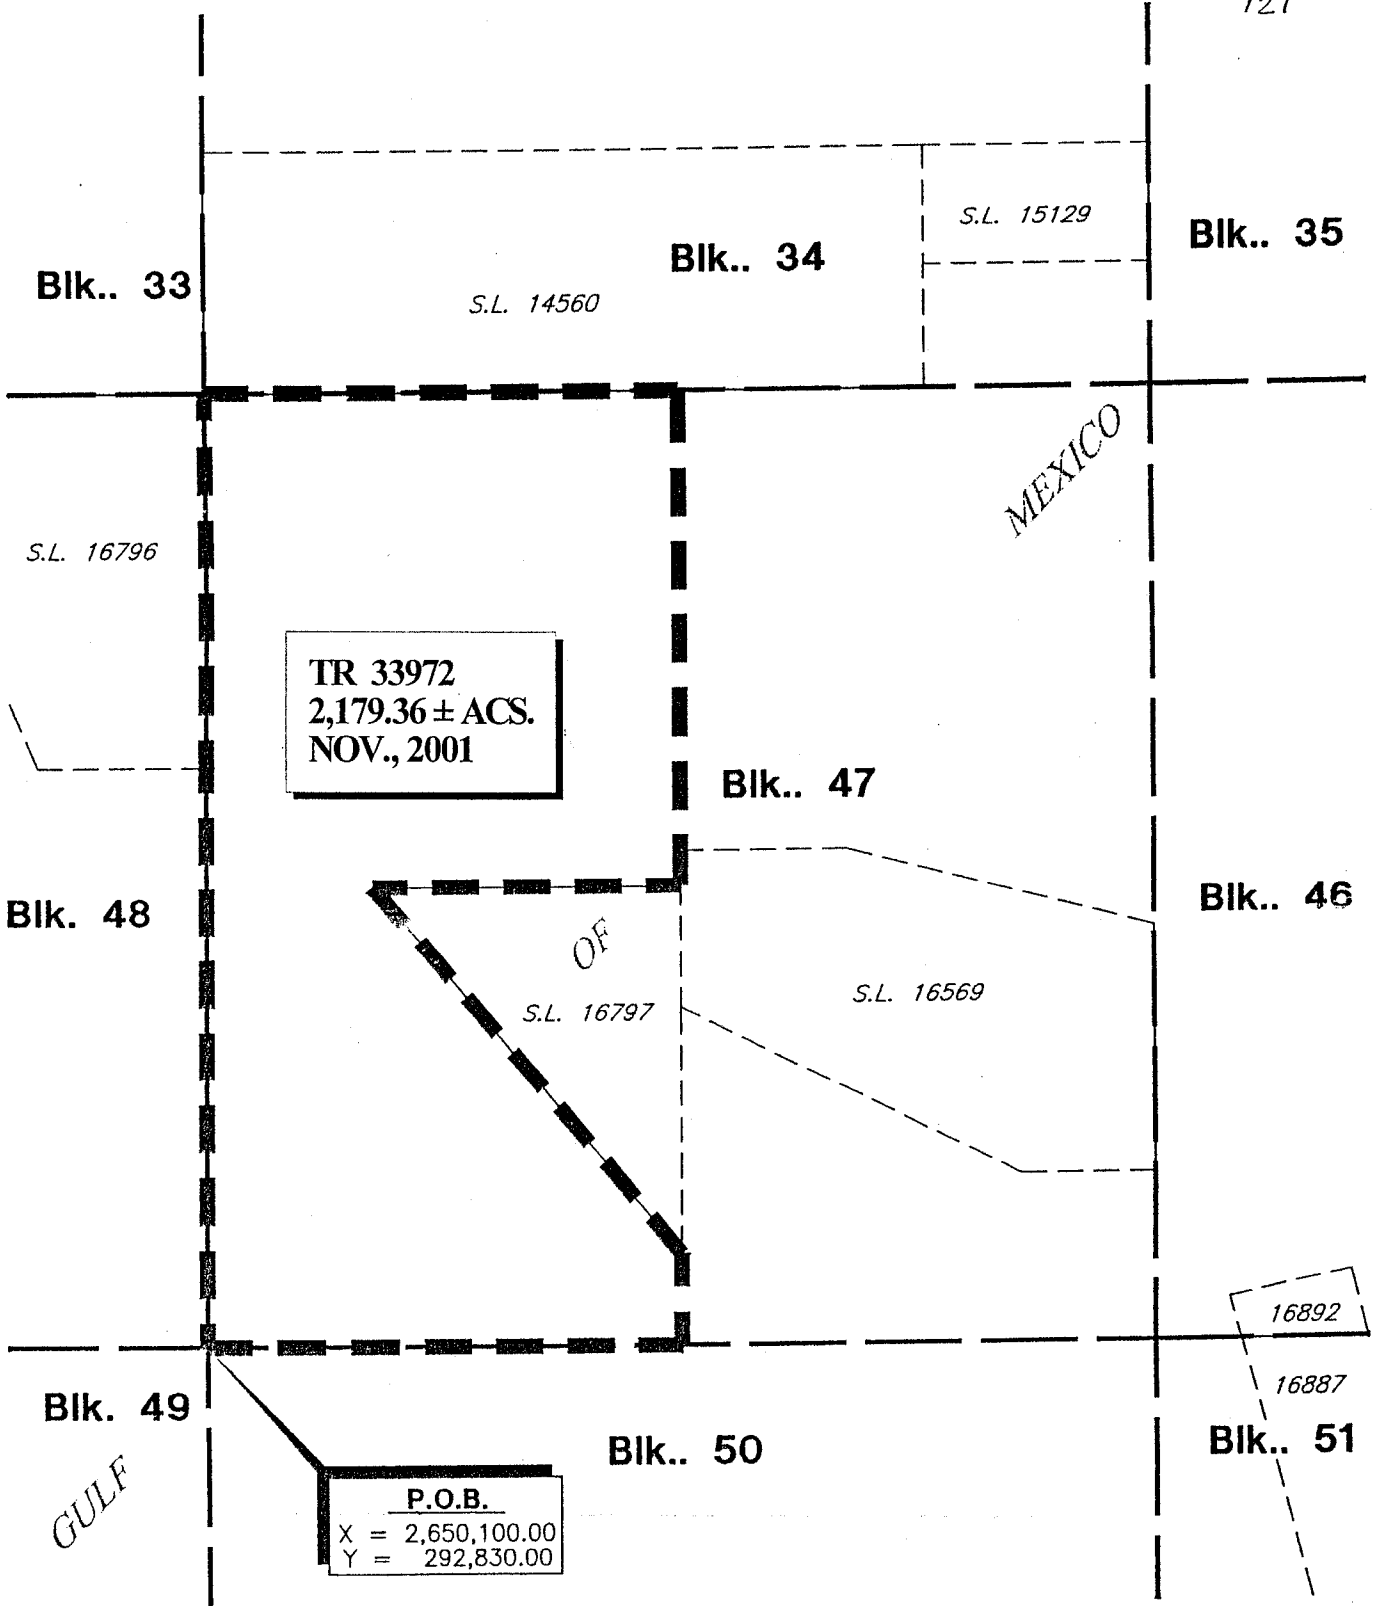 127
S.L. 15129
Blk.. 35
Blk.. 34
Blk.. 33
S.L. 14560
MEXICO
S.L. 16796
TR 33972
2,179.36 ± ACS.
NOV., 2001
Blk.. 47
Blk.. 46
Blk. 48
OF
S.L. 16569
S.L. 16797
16892
16887
Blk. 49
Blk.. 50
Blk.. 51
GULF
P.O.B.
X = 2,650,100.00
Y = 292,830.00